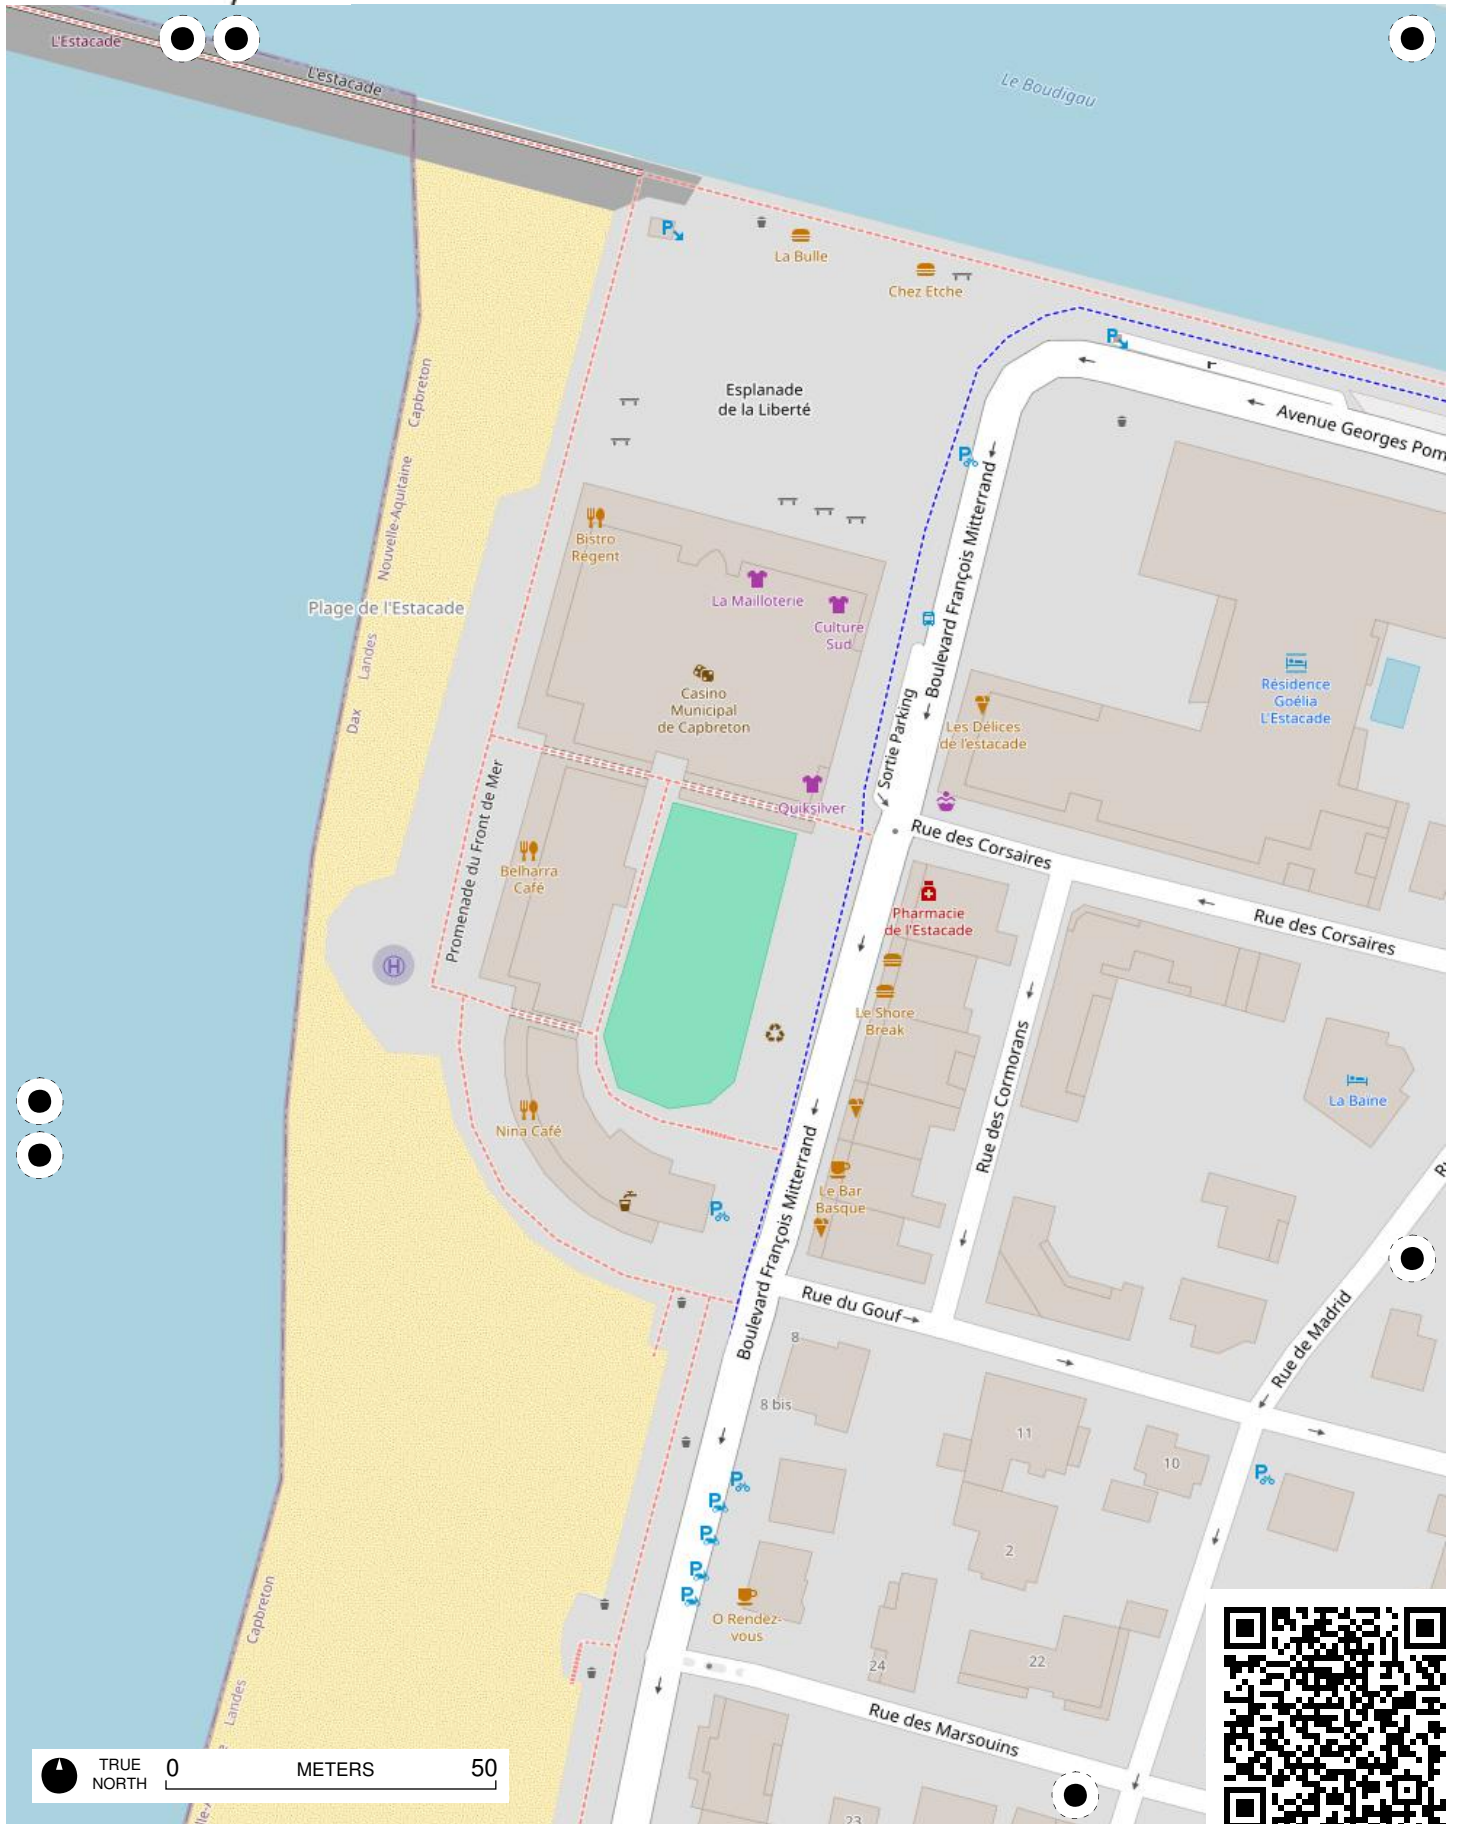 L'Estacade
L'estacade
Le Boudigau
La Bulle
Chez Etche
Esplanade
de la Liberté
Avenue Georges Pom
Capbreton
Nouvelle-Aquitaine
Boulevard François Mitterrand
Bistro
Régent
La Mailloterie
Culture
Sud
Plage de l'Estacade
Landes
Dax
Casino
Municipal
de Capbreton
Résidence
Goélia
L'Estacade
Les Délices
de l'estacade
Sortie Parking
Quiksilver
Promenade du Front de Mer
Rue des Corsaires
Belharra
Café
Pharmacie
de l'Estacade
Rue des Corsaires
H
Le Shore
Break
Rue des Cormorans
La Baine
Nina Café
Boulevard François Mitterrand
Le Bar
Basque
Rue du Gouf
Rue de Madrid
8
8 bis
11
10
2
O Rendez-
vous
Capbreton
Landes
24
22
Rue des Marsouins
23
TRUE
NORTH
0 METERS 50